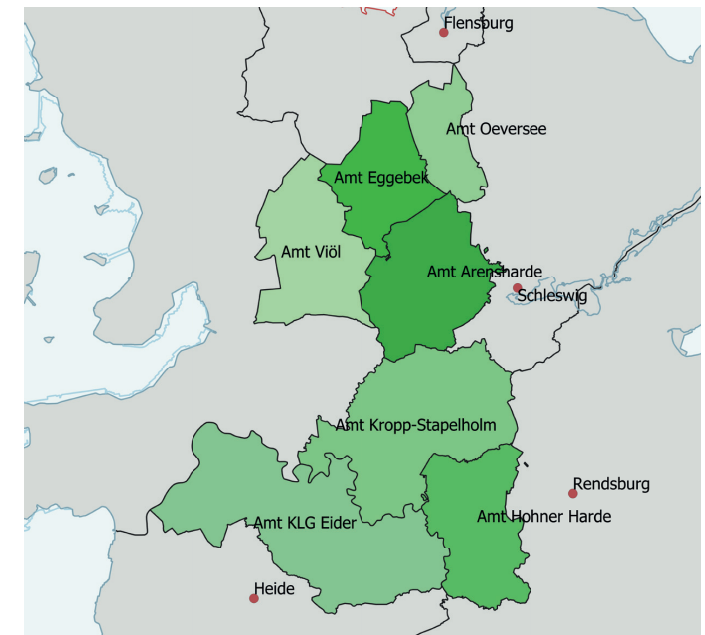 Flensburg
Amt Oeversee
Amt Eggebek
Amt Viöl
Amt Arensharde
Schleswig
Amt Kropp-Stapelholm
Rendsburg
Amt Hohner Harde
Amt KLG Eider
Heide